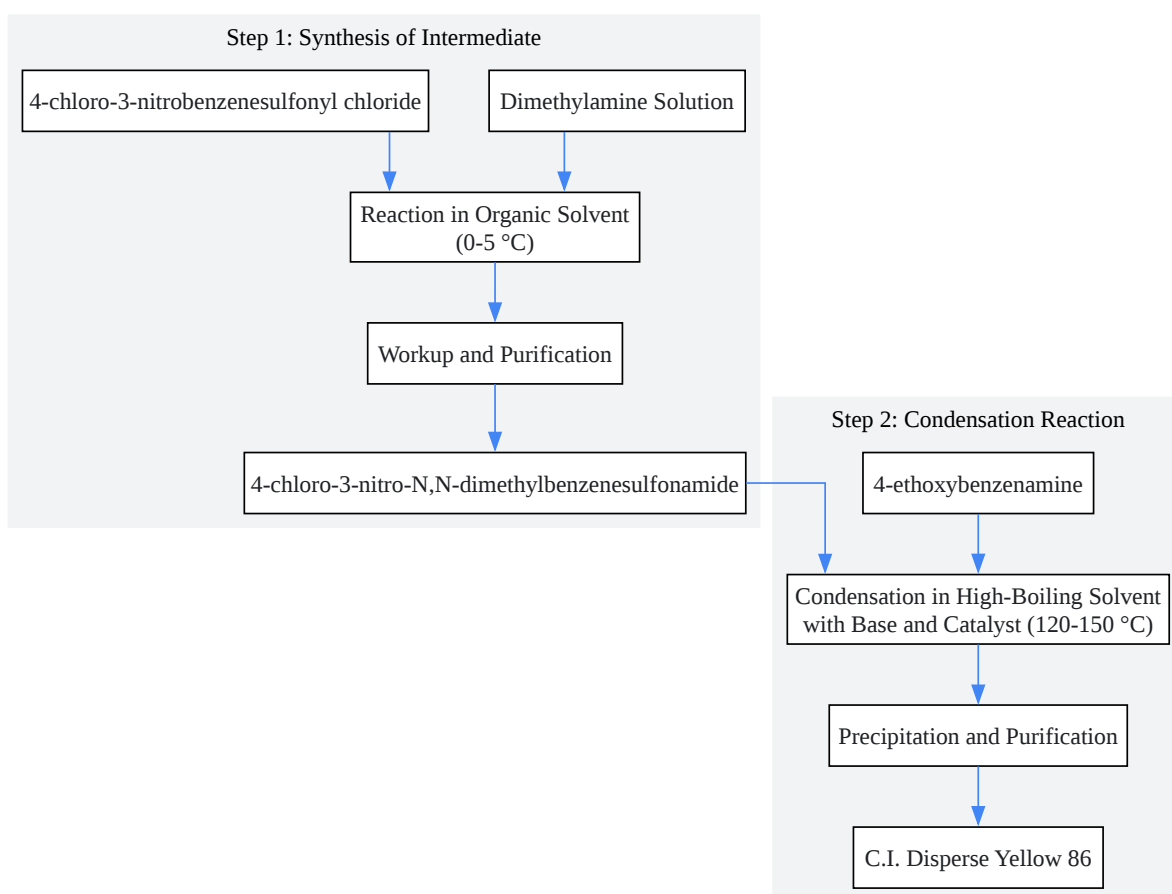 Step 1: Synthesis of Intermediate
4-chloro-3-nitrobenzenesulfonyl chloride
Dimethylamine Solution
Reaction in Organic Solvent
(0-5 °C)
Workup and Purification
4-chloro-3-nitro-N,N-dimethylbenzenesulfonamide
Step 2: Condensation Reaction
4-ethoxybenzenamine
Condensation in High-Boiling Solvent
with Base and Catalyst (120-150 °C)
Precipitation and Purification
C.I. Disperse Yellow 86